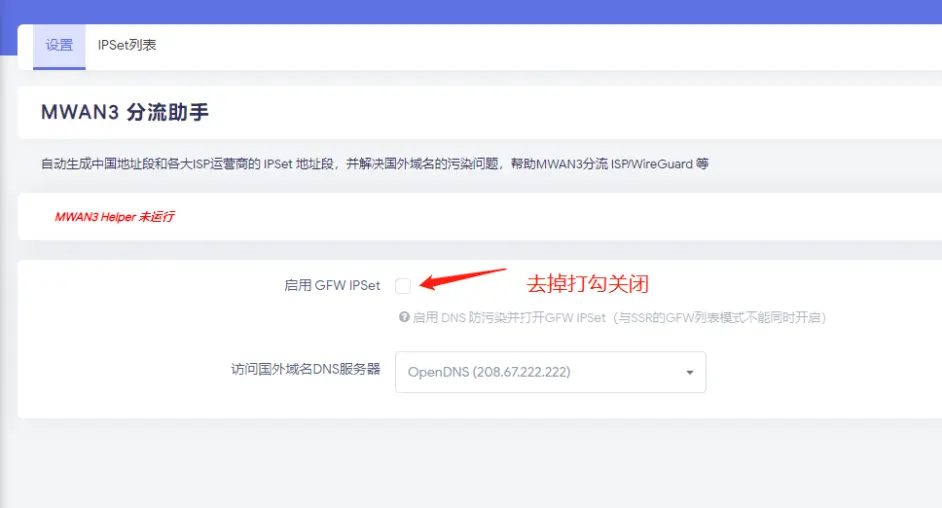 设置 IPSet列表
MWAN3 分流助手
自动生成中国地址段和各大ISP运营商的 IPSet 地址段，并解决国外域名的污染问题，帮助MWAN3分流 ISP/WireGuard 等
MWAN3 Helper 未运行
启用 GFW IPSet 去掉打勾关闭
启用 DNS 防污染并打开GFW IPSet（与SSR的GFW列表模式不能同时开启）
访问国外域名DNS服务器 OpenDNS (208.67.222.222)